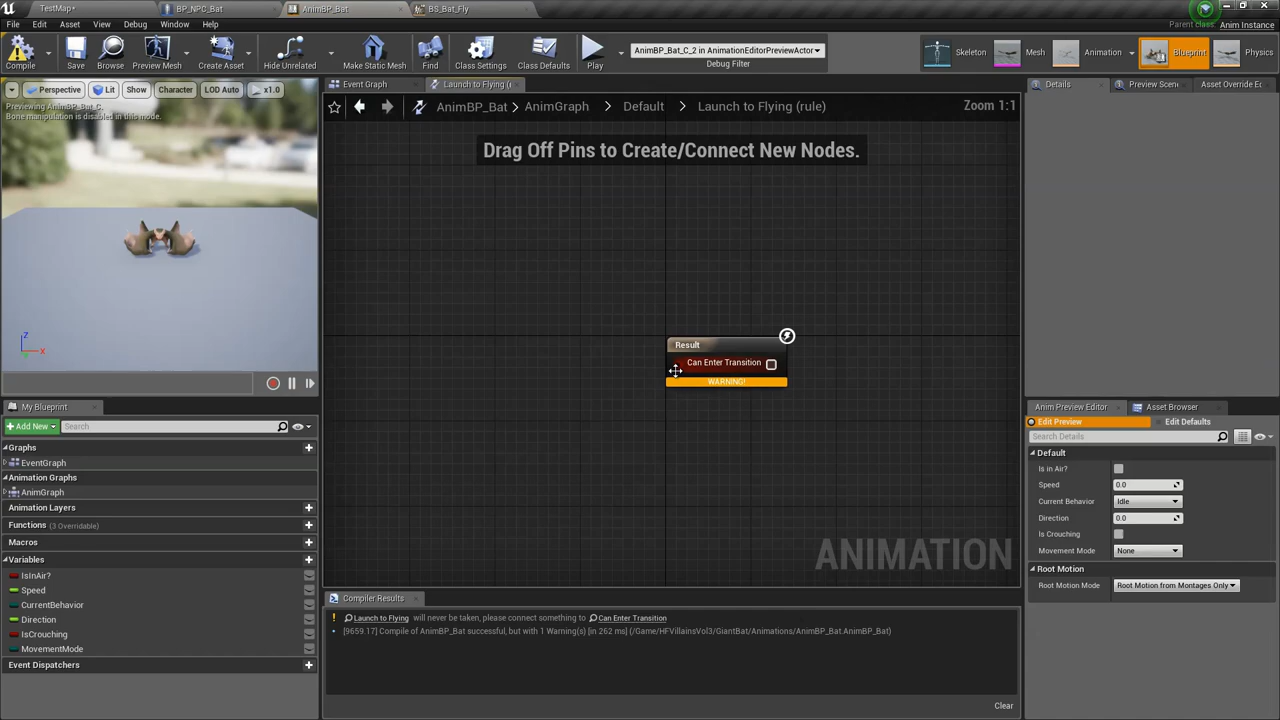 TestMap*
BP_NPC_Bat
AnimBP_Bat
BS_Bat_Fly
File Edit Asset View Debug Window Help
Parent class: Anim Instance
Compile
Save
Browse
Preview Mesh
Create Asset
Hide Unrelated
Make Static Mesh
Find
Class Settings
Class Defaults
Play
AnimBP_Bat_C_2 in AnimationEditorPreviewActor
Debug Filter
Skeleton
Mesh
Animation
Blueprint
Physics
Perspective Lit Show Character LOD Auto x1.0
Previewing AnimBP_Bat_C.
Bone manipulation is disabled in this mode.
Z
X
Event Graph
Launch to Flying (
AnimBP_Bat > AnimGraph > Default > Launch to Flying (rule)
Zoom 1:1
Drag Off Pins to Create/Connect New Nodes.
Result
Can Enter Transition
WARNING!
ANIMATION
Details
Preview Scen
Asset Override Ed
My Blueprint
Add New
Search
Graphs
EventGraph
Animation Graphs
AnimGraph
Animation Layers
Functions (3 Overridable)
Macros
Variables
IsInAir?
Speed
CurrentBehavior
Direction
IsCrouching
MovementMode
Event Dispatchers
Compiler Results
Launch to Flying will never be taken, please connect something to Can Enter Transition
[9659.17] Compile of AnimBP_Bat successful, but with 1 Warning(s) [in 262 ms] (/Game/HFVillainsVol3/GiantBat/Animations/AnimBP_Bat.AnimBP_Bat)
Clear
Anim Preview Editor
Asset Browser
Edit Preview
Edit Defaults
Search Details
Default
Is in Air?
Speed 0.0
Current Behavior Idle
Direction 0.0
Is Crouching
Movement Mode None
Root Motion
Root Motion Mode Root Motion from Montages Only